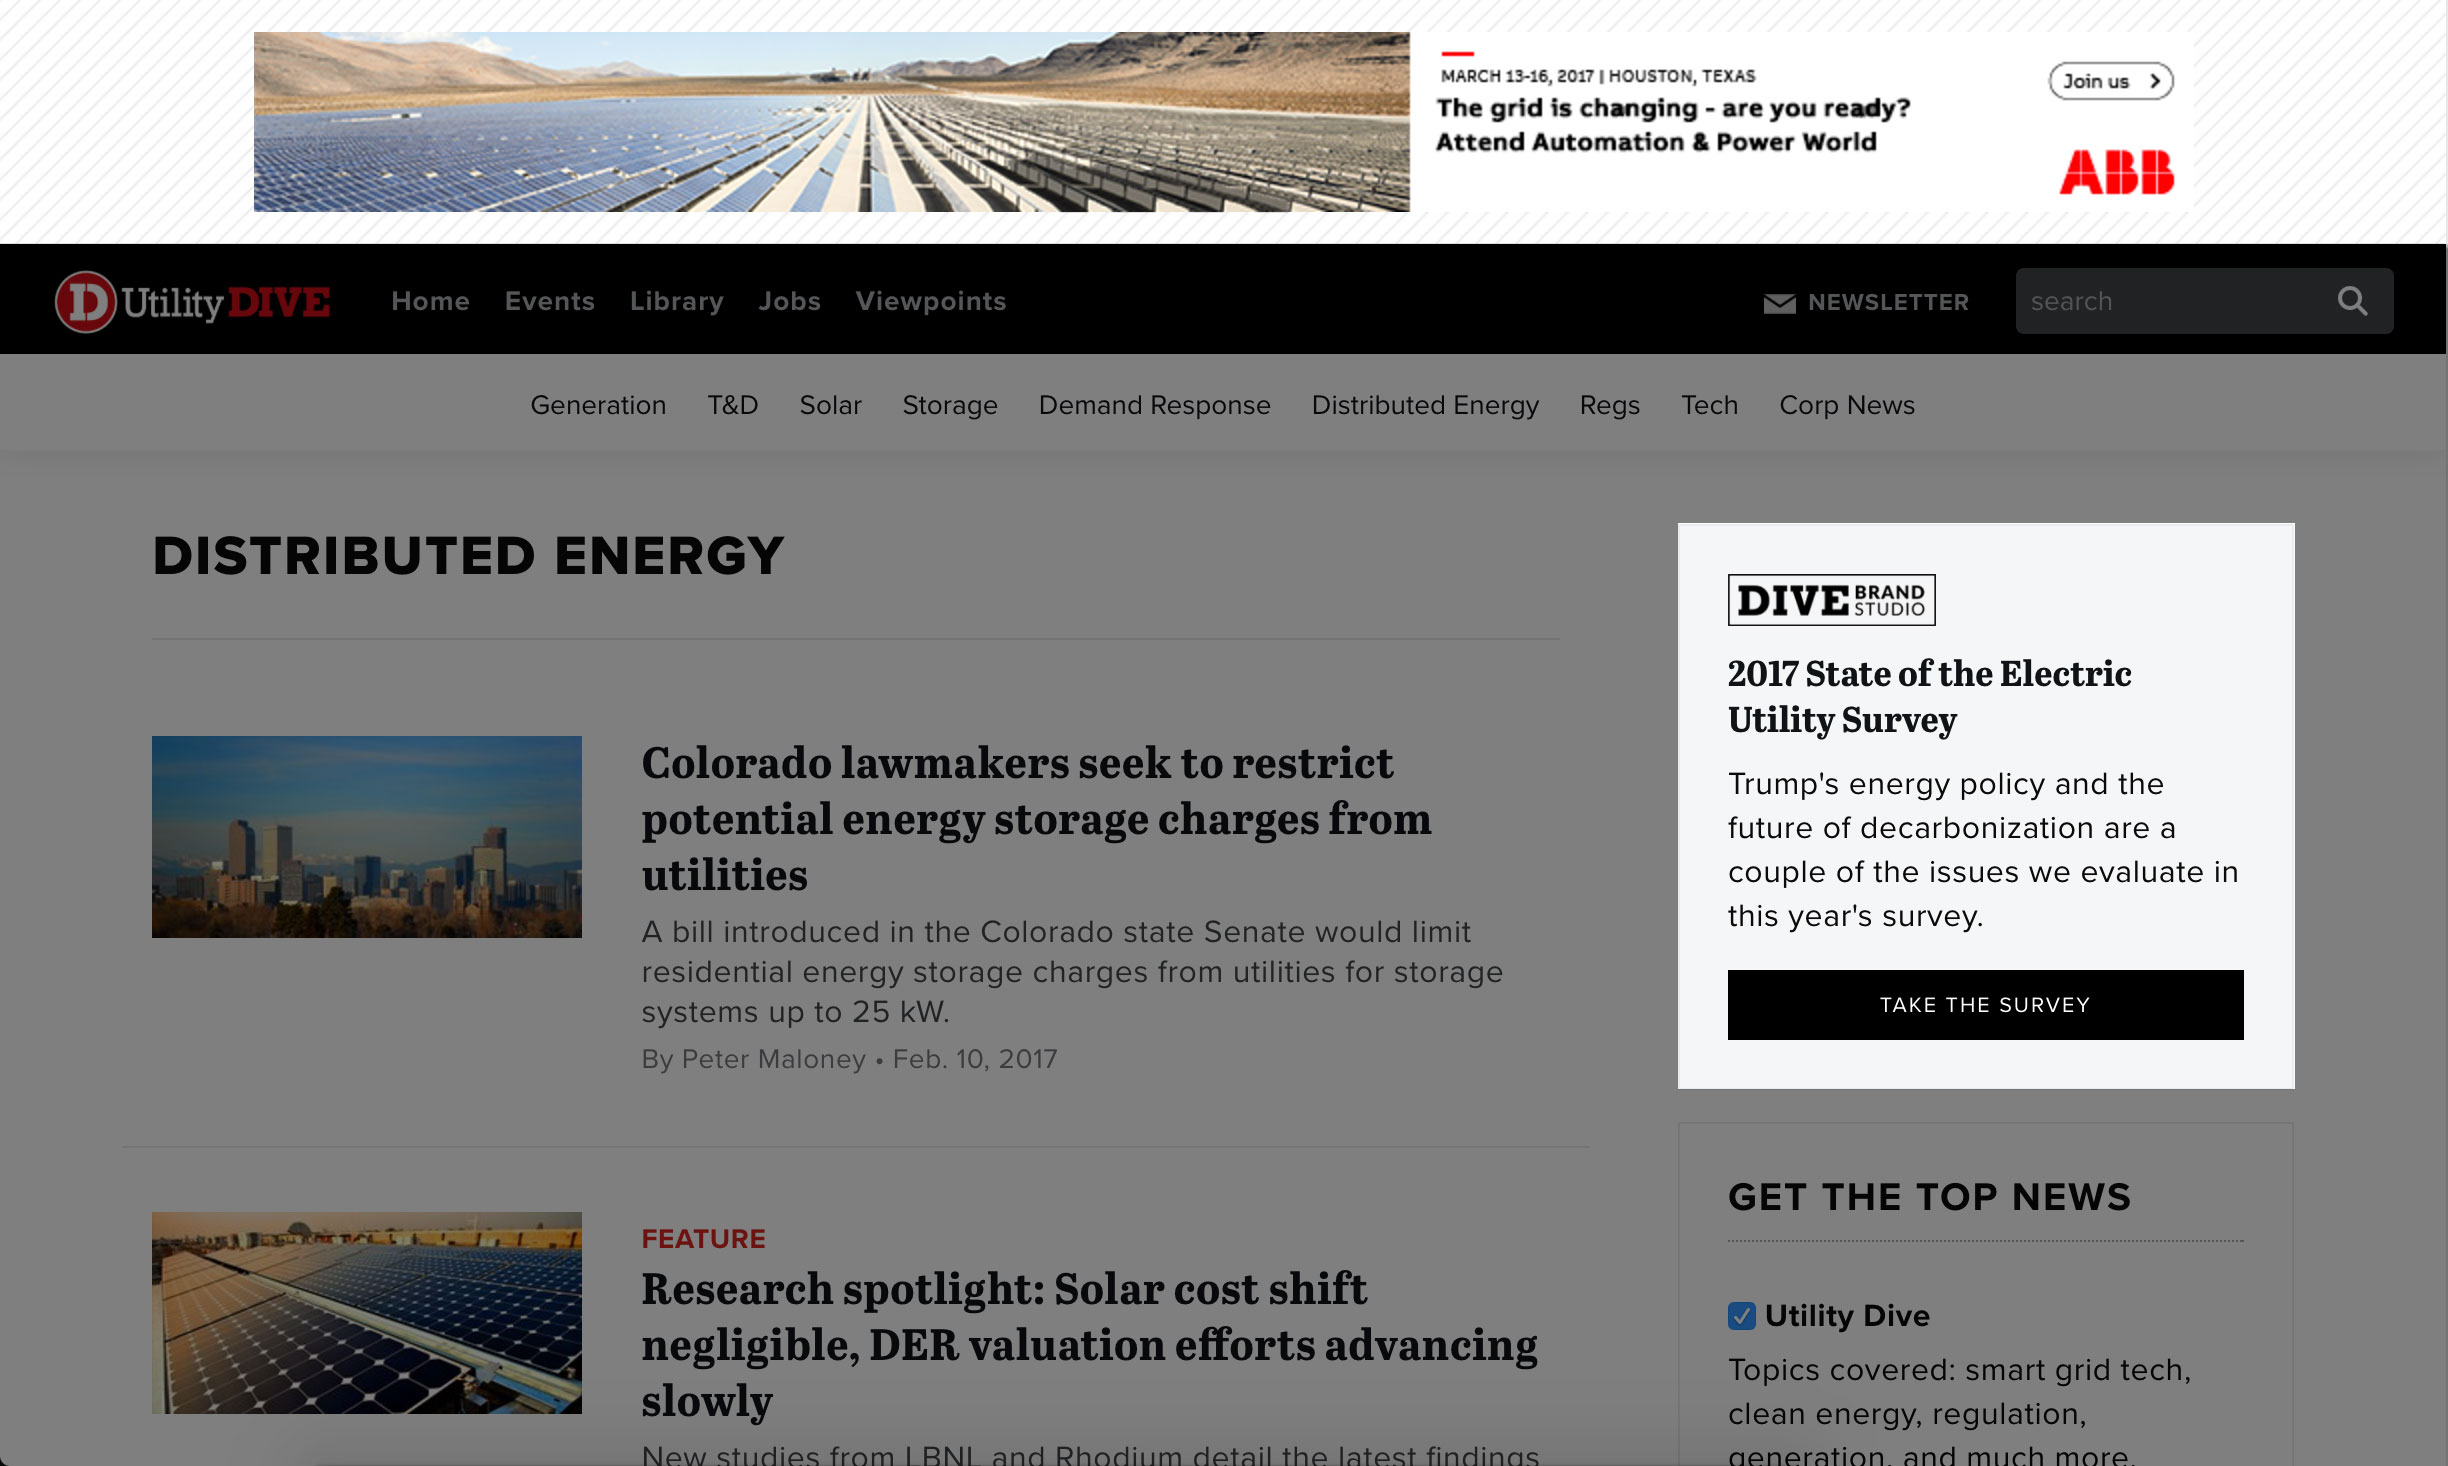 MARCH 13-16, 2017 | HOUSTON, TEXAS
The grid is changing - are you ready?
Attend Automation & Power World
Join us
ABB
D Utility DIVE
Home
Events
Library
Jobs
Viewpoints
NEWSLETTER
search
Generation
T&D
Solar
Storage
Demand Response
Distributed Energy
Regs
Tech
Corp News
DISTRIBUTED ENERGY
Colorado lawmakers seek to restrict
potential energy storage charges from
utilities
A bill introduced in the Colorado state Senate would limit
residential energy storage charges from utilities for storage
systems up to 25 kW.
By Peter Maloney • Feb. 10, 2017
FEATURE
Research spotlight: Solar cost shift
negligible, DER valuation efforts advancing
slowly
New studies from LBNL and Rhodium detail the latest findings
DIVE BRAND STUDIO
2017 State of the Electric
Utility Survey
Trump's energy policy and the
future of decarbonization are a
couple of the issues we evaluate in
this year's survey.
TAKE THE SURVEY
GET THE TOP NEWS
Utility Dive
Topics covered: smart grid tech,
clean energy, regulation,
generation, and much more.